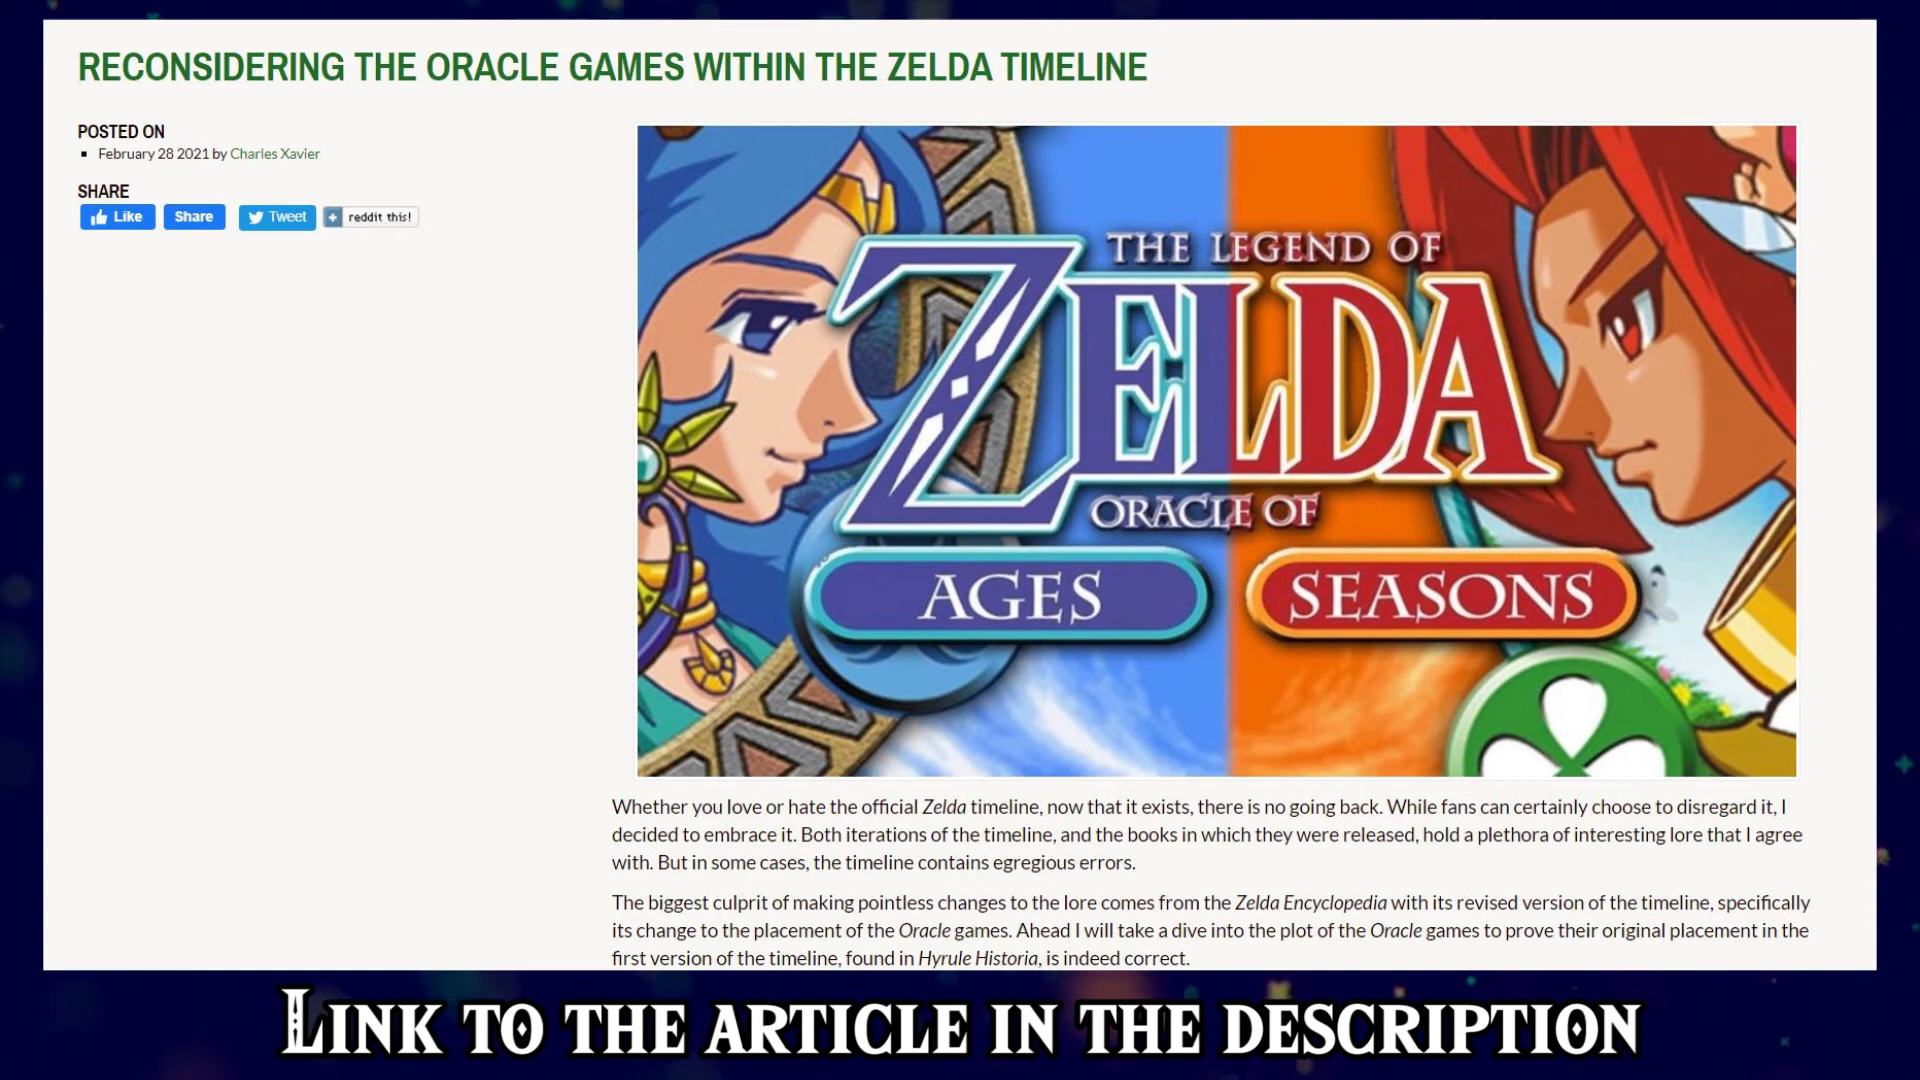 RECONSIDERING THE ORACLE GAMES WITHIN THE ZELDA TIMELINE
POSTED ON
February 28 2021 by Charles Xavier
SHARE
Like Share Tweet reddit this!
THE LEGEND OF
ZELDA
ORACLE OF
AGES SEASONS
Whether you love or hate the official Zelda timeline, now that it exists, there is no going back. While fans can certainly choose to disregard it, I
decided to embrace it. Both iterations of the timeline, and the books in which they were released, hold a plethora of interesting lore that I agree
with. But in some cases, the timeline contains egregious errors.
The biggest culprit of making pointless changes to the lore comes from the Zelda Encyclopedia with its revised version of the timeline, specifically
its change to the placement of the Oracle games. Ahead I will take a dive into the plot of the Oracle games to prove their original placement in the
first version of the timeline, found in Hyrule Historia, is indeed correct.
LINK TO THE ARTICLE IN THE DESCRIPTION